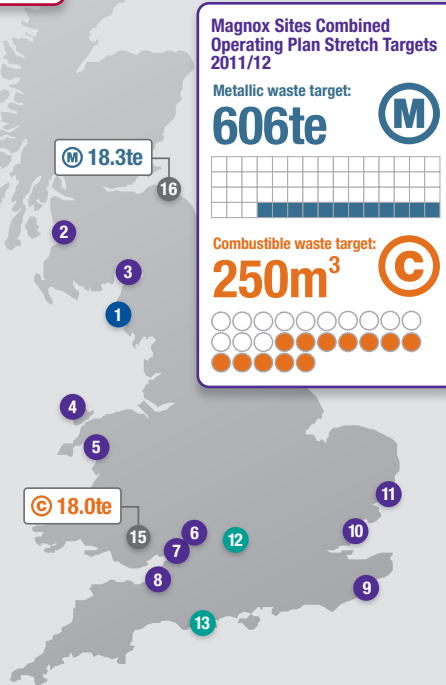 Magnox Sites Combined
Operating Plan Stretch Targets
2011/12
Metallic waste target:
606te
M
Combustible waste target:
250m³
C
M 18.3te
16
2
3
1
4
5
C 18.0te
15
6
7
8
12
13
11
10
9